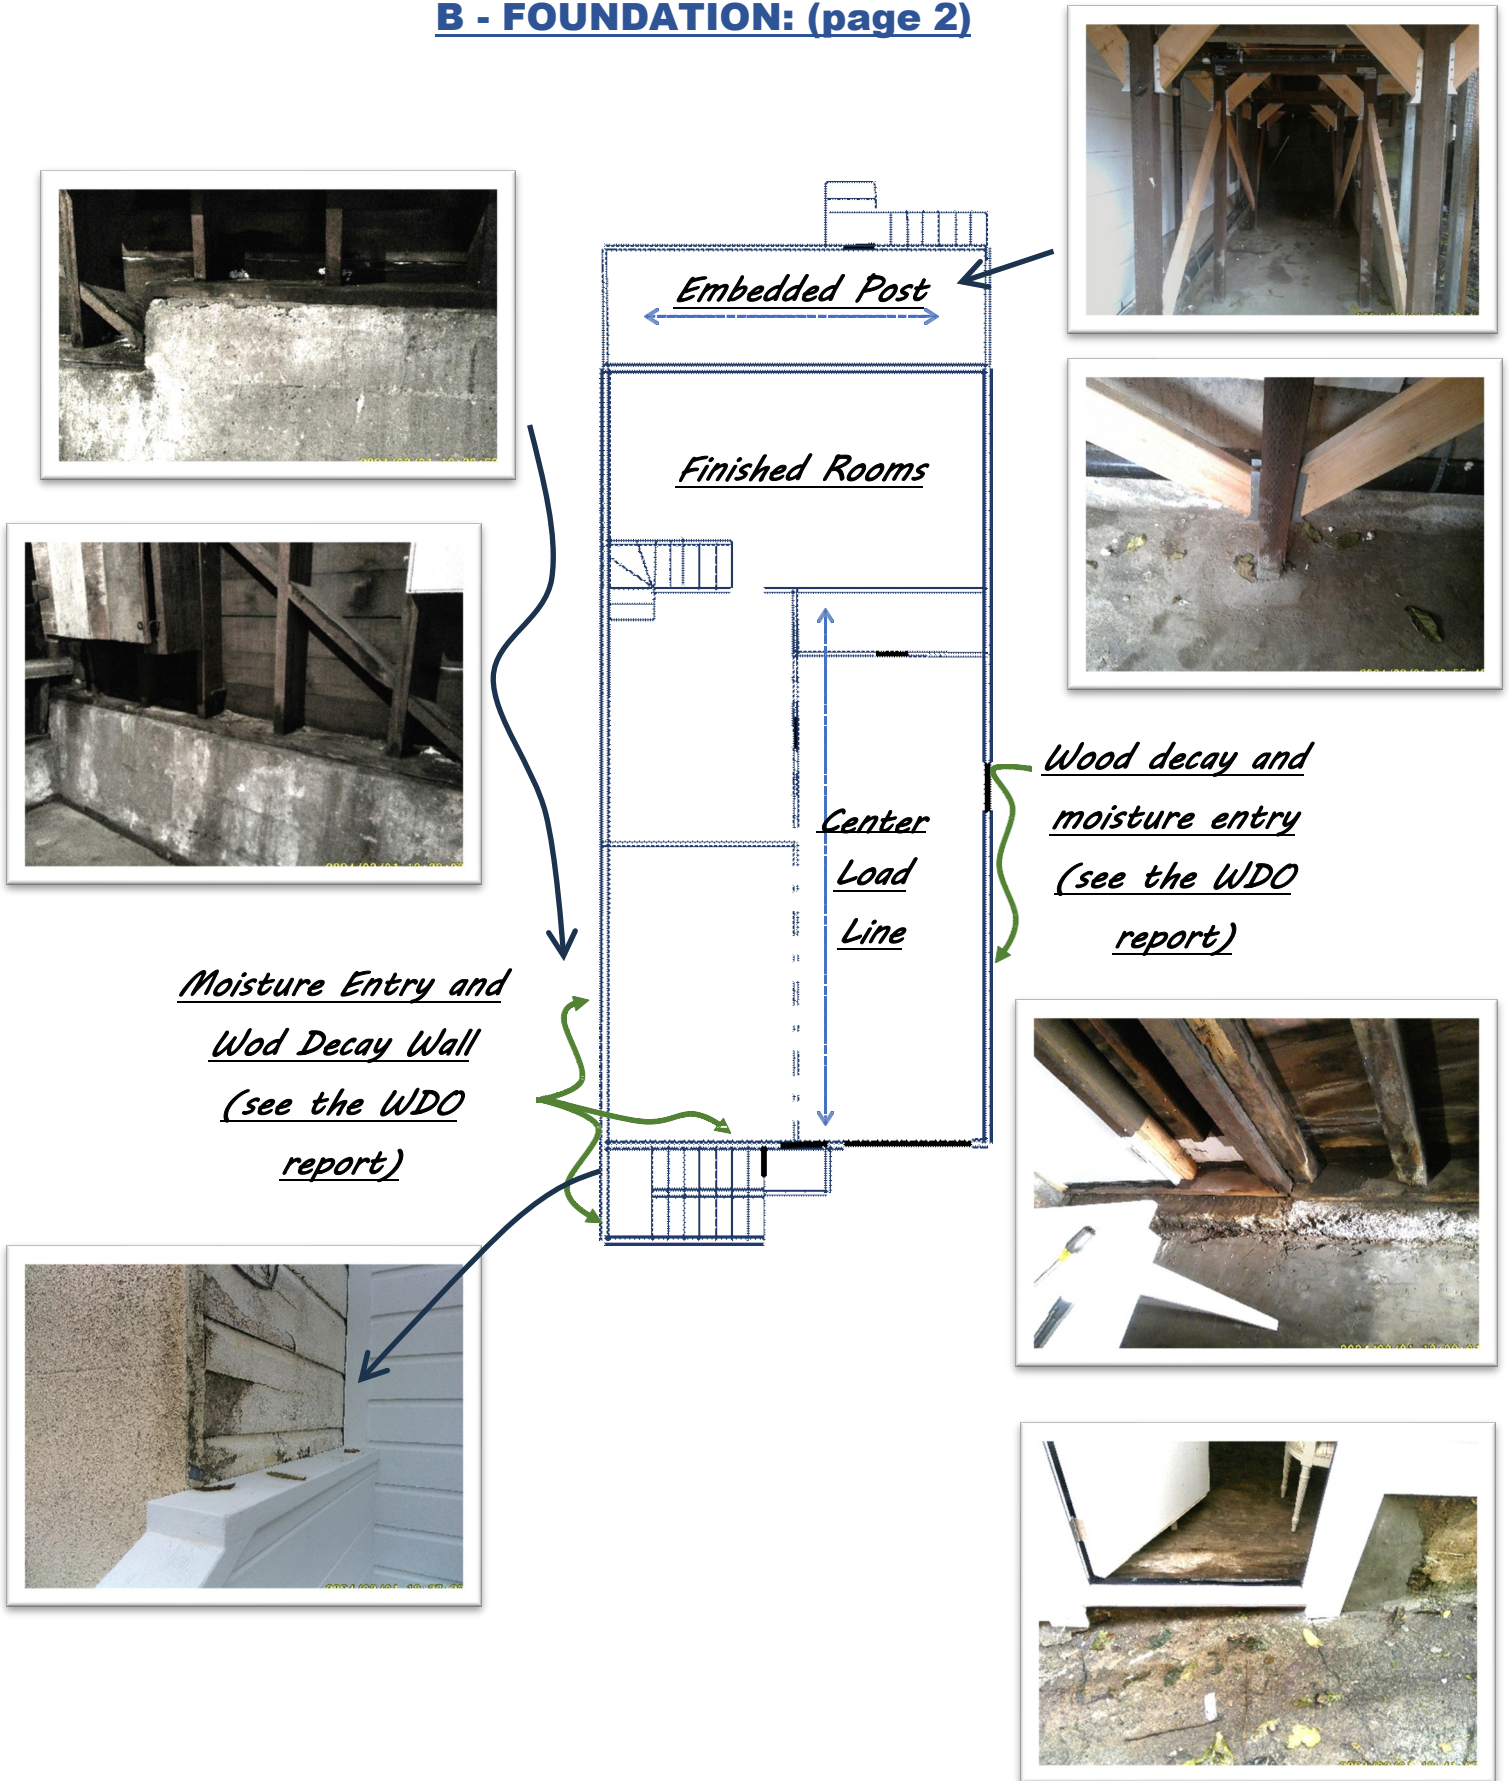 B - FOUNDATION: (page 2)
Embedded Post
Finished Rooms
Center
Load
Line
Wood decay and
moisture entry
(see the WDO
report)
Moisture Entry and
Wod Decay Wall
(see the WDO
report)